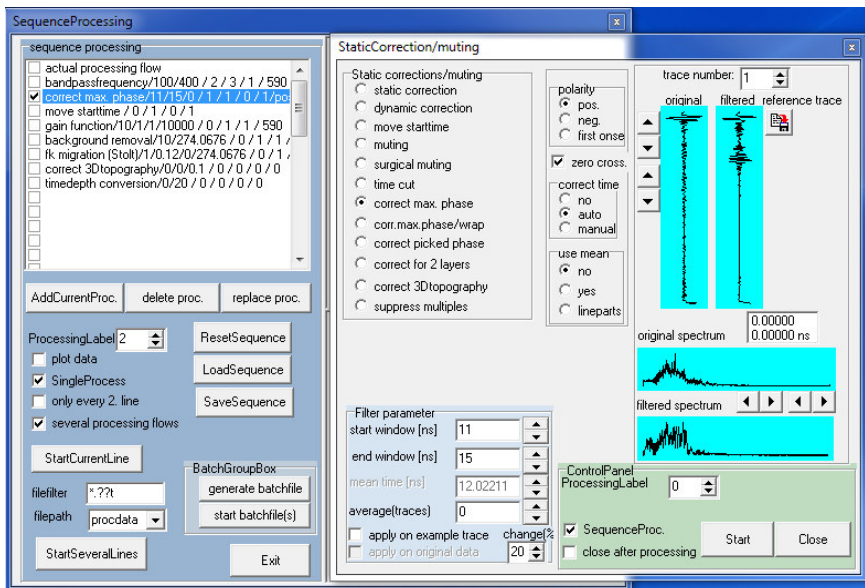 SequenceProcessing
x
sequence processing
actual processing flow
bandpassfrequency/100/400 / 2 / 3 / 1 / 590
correct max. phase/11/15/0 / 1 / 1 / 0 / 1/po
move starttime / 0 / 1 / 0 / 1
gain function/10/1/1/10000 / 0 / 1 / 1 / 590
background removal/10/274.0676 / 0 / 1 / 1 /
fk migration (Stolt)/1/0.12/0/274.0676 / 0 / 1
correct 3Dtopography/0/0/0.1 / 0 / 0 / 0 / 0
timedepth conversion/0/20 / 0 / 0 / 0 / 0
AddCurrentProc.
delete proc.
replace proc.
ProcessingLabel 2
ResetSequence
plot data
LoadSequence
SingleProcess
only every 2. line
SaveSequence
several processing flows
StartCurrentLine
BatchGroupBox
generate batchfile
filefilter *.??t
start batchfile(s)
filepath procdata
StartSeveralLines
Exit
StaticCorrection/muting
x
Static corrections/muting
static correction
dynamic correction
move starttime
muting
surgical muting
time cut
correct max. phase
corr.max.phase/wrap
correct picked phase
correct for 2 layers
correct 3Dtopography
suppress multiples
polarity
pos.
neg.
first onse
zero cross.
correct time
no
auto
manual
use mean
no
yes
lineparts
trace number: 1
original filtered reference trace
0.00000
original spectrum 0.00000 ns
filtered spectrum
Filter parameter
start window [ns] 11
end window [ns] 15
mean time [ns] 12.02211
average(traces) 0
apply on example trace change(%
apply on original data 20
ControlPanel
ProcessingLabel 0
SequenceProc.
close after processing
Start
Close